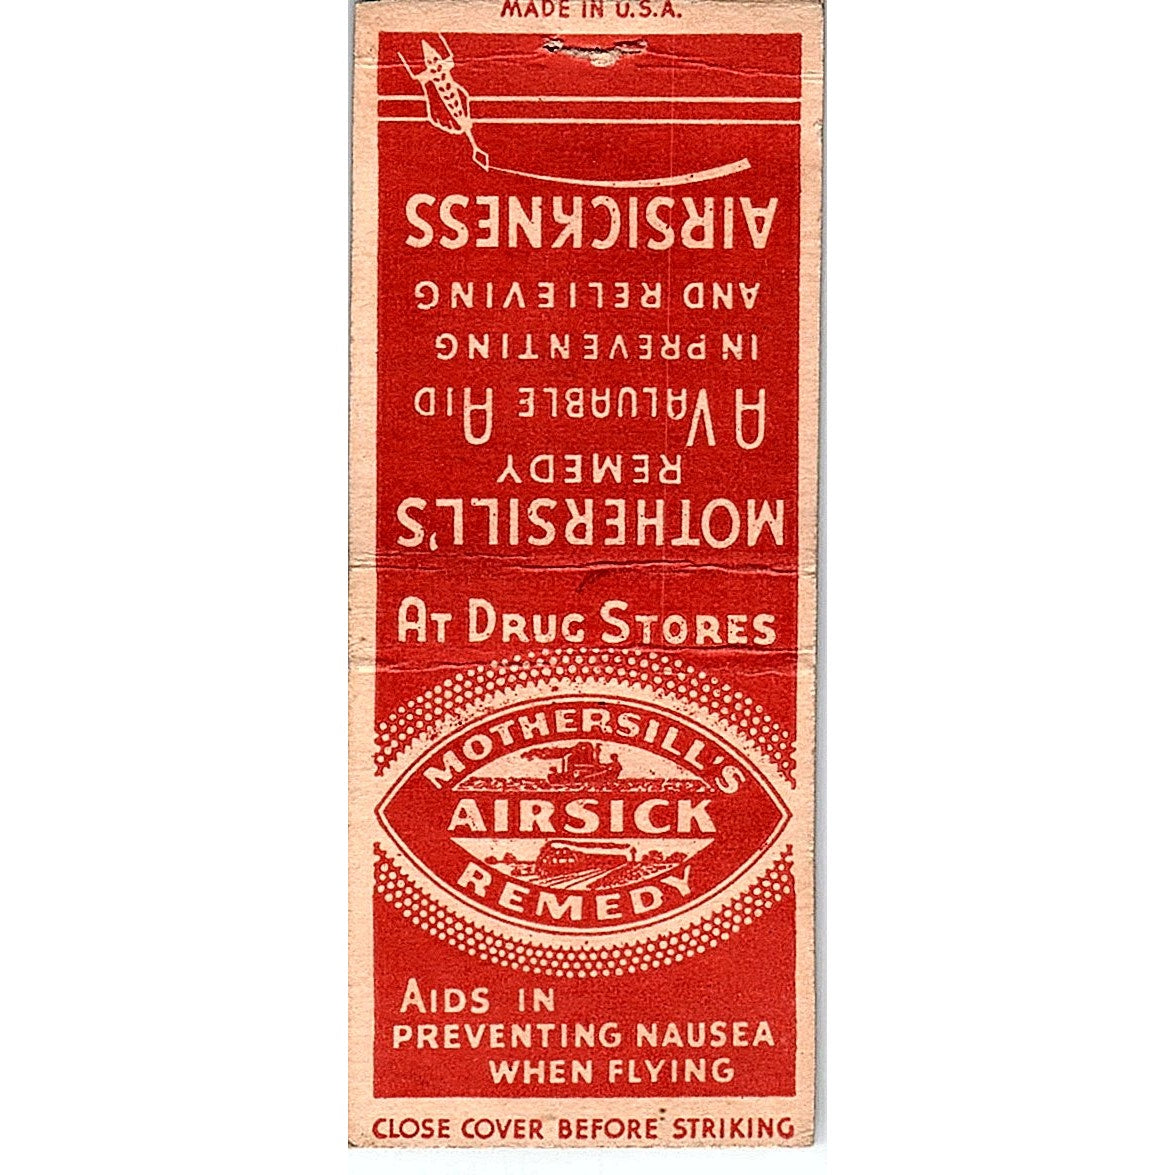 MADE IN U.S.A.
MOTHERSILL'S
REMEDY
A VALUABLE AID
IN PREVENTING
AND RELIEVING
AIRSICKNESS
AT DRUG STORES
MOTHERSILL'S
AIRSICK
REMEDY
AIDS IN
PREVENTING NAUSEA
WHEN FLYING
CLOSE COVER BEFORE STRIKING